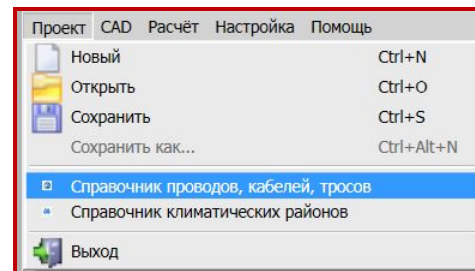 Проект CAD Расчёт Настройка Помощь
Новый Ctrl+N
Открыть Ctrl+O
Сохранить Ctrl+S
Сохранить как... Ctrl+Alt+N
Справочник проводов, кабелей, тросов
Справочник климатических районов
Выход